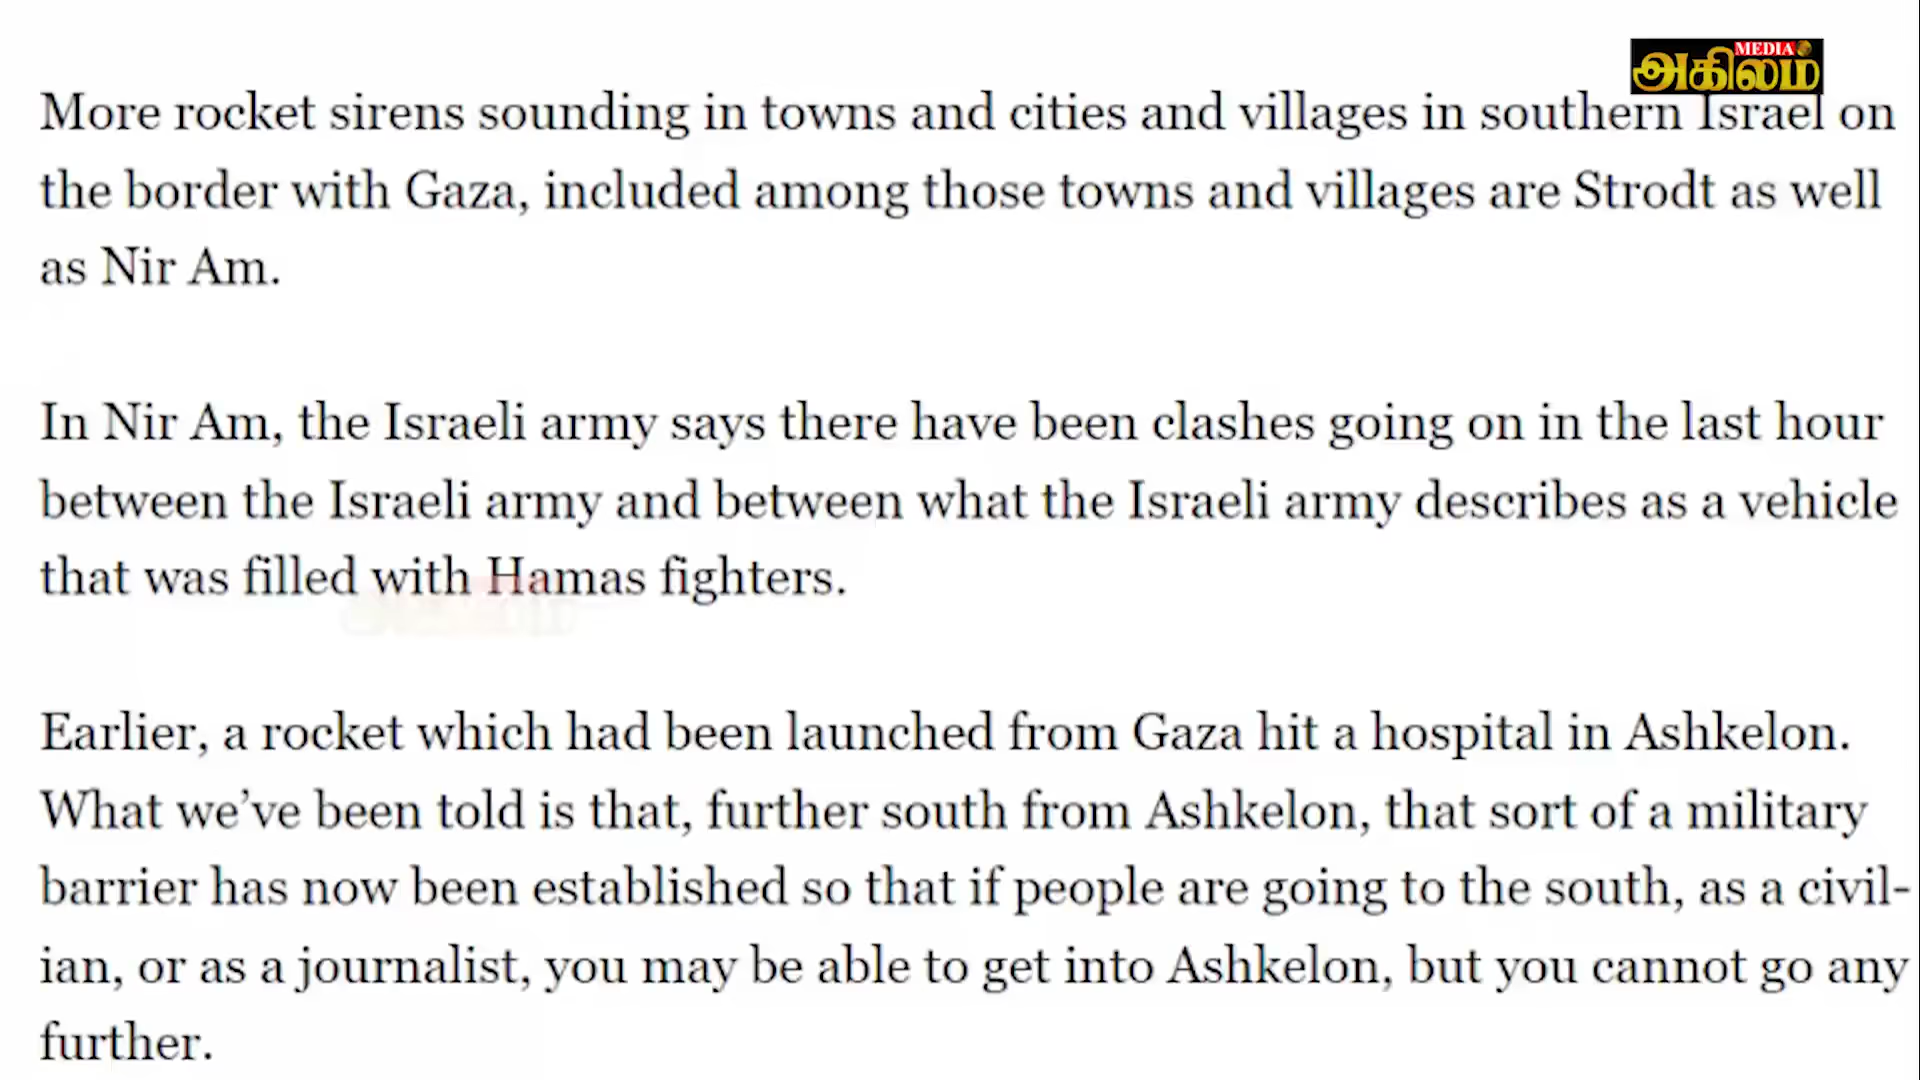 MEDIA
அகிலம்
More rocket sirens sounding in towns and cities and villages in southern Israel on
the border with Gaza, included among those towns and villages are Strodt as well
as Nir Am.
In Nir Am, the Israeli army says there have been clashes going on in the last hour
between the Israeli army and between what the Israeli army describes as a vehicle
that was filled with Hamas fighters.
Earlier, a rocket which had been launched from Gaza hit a hospital in Ashkelon.
What we’ve been told is that, further south from Ashkelon, that sort of a military
barrier has now been established so that if people are going to the south, as a civil-
ian, or as a journalist, you may be able to get into Ashkelon, but you cannot go any
further.